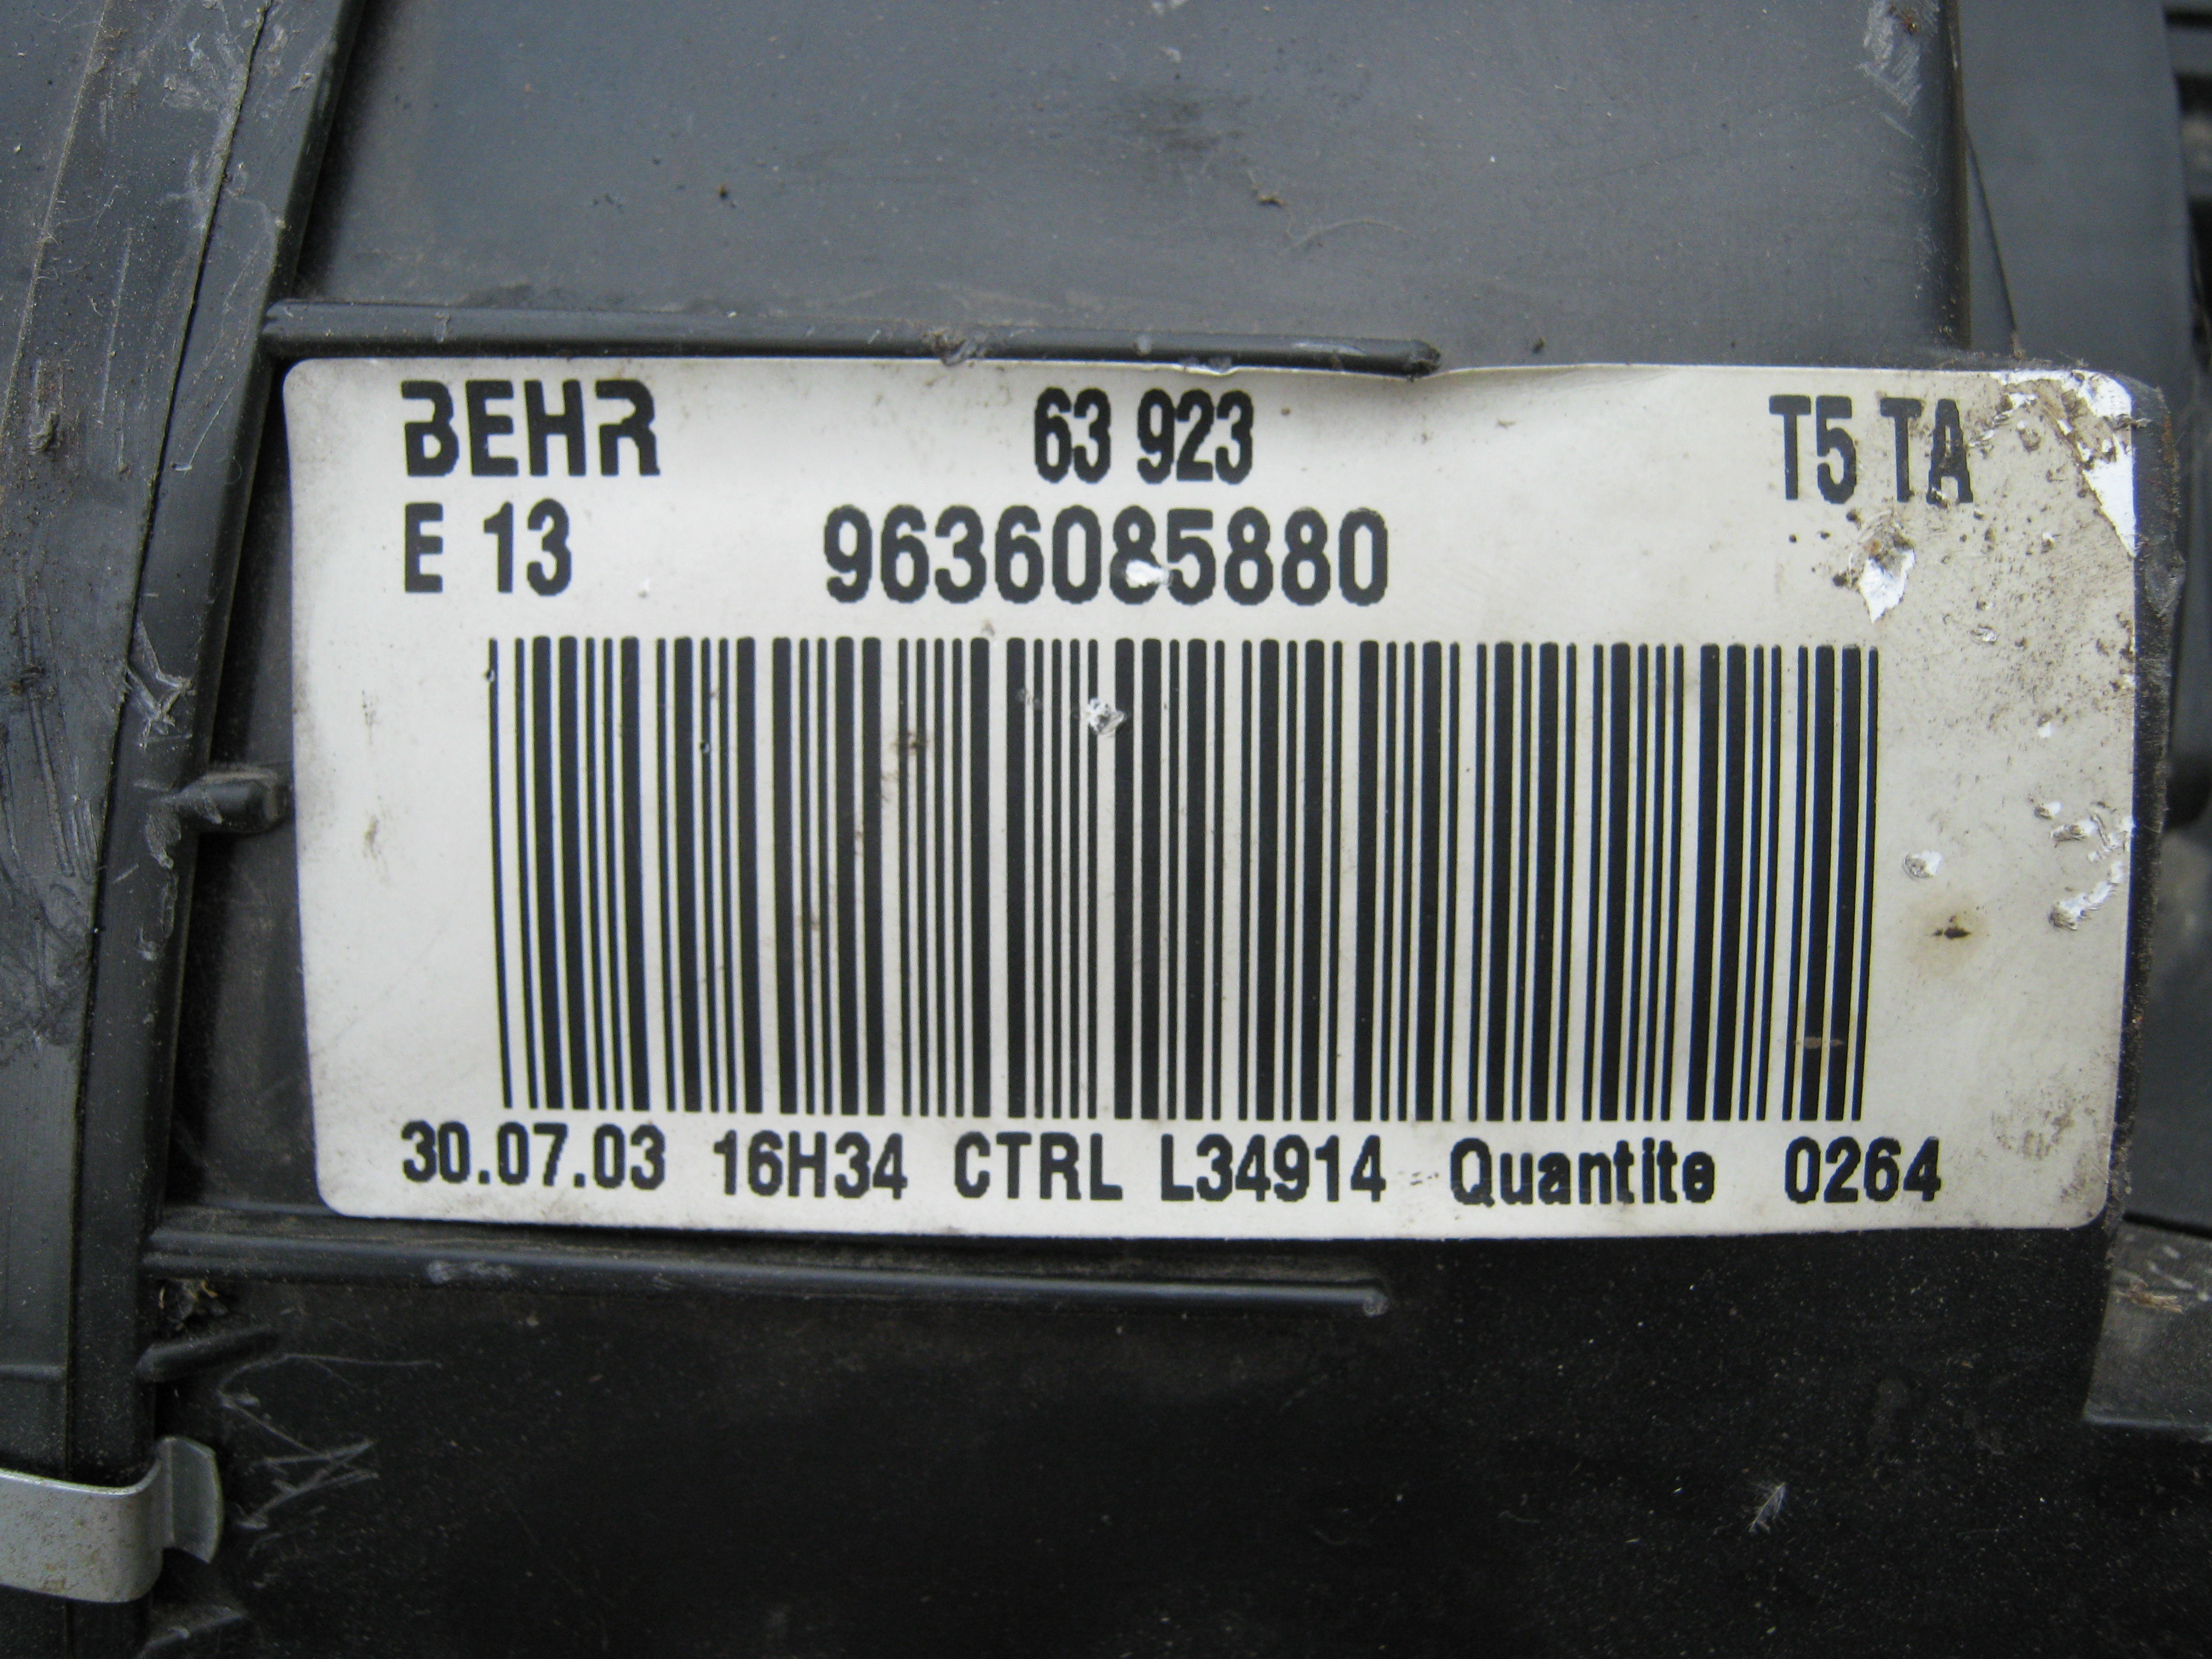 BEHR 63 923 T5 TA
E 13 9636085880
30.07.03 16H34 CTRL L34914 Quantite 0264